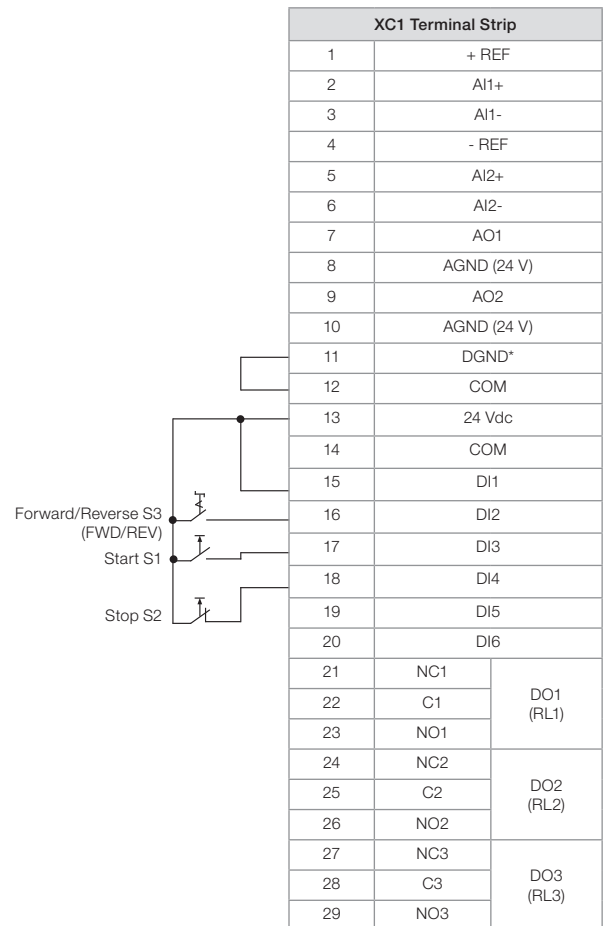 XC1 Terminal Strip
1 + REF
2 AI1+
3 AI1-
4 - REF
5 AI2+
6 AI2-
7 AO1
8 AGND (24 V)
9 AO2
10 AGND (24 V)
11 DGND*
12 COM
13 24 Vdc
14 COM
15 DI1
Forward/Reverse S3
(FWD/REV)
16 DI2
Start S1
17 DI3
18 DI4
Stop S2
19 DI5
20 DI6
21 NC1
22 C1
23 NO1
DO1
(RL1)
24 NC2
25 C2
26 NO2
DO2
(RL2)
27 NC3
28 C3
29 NO3
DO3
(RL3)